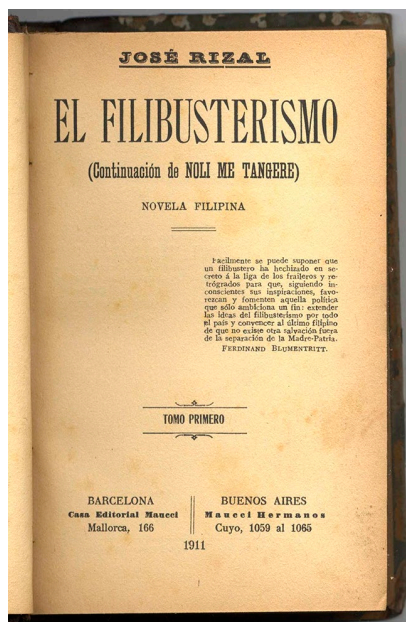 JOSÉ RIZAL
EL FILIBUSTERISMO
(Continuación de NOLI ME TANGERE)
NOVELA FILIPINA
Facilmente se puede suponer que
un filibustero ha hechizado en se-
creto á la liga de los fraileros y re-
trógrados para que, siguiendo in-
conscientes sus inspiraciones, favo-
rezcan y fomenten aquella política
que sólo ambiciona un fin: extender
las ideas del filibusterismo por todo
el país y convencer al último filipino
de que no existe otra salvación fuera
de la separación de la Madre-Patria.
FERDINAND BLUMENTRITT.
TOMO PRIMERO
BARCELONA
Casa Editorial Maucci
Mallorca, 166
BUENOS AIRES
Maucci Hermanos
Cuyo, 1059 al 1065
1911